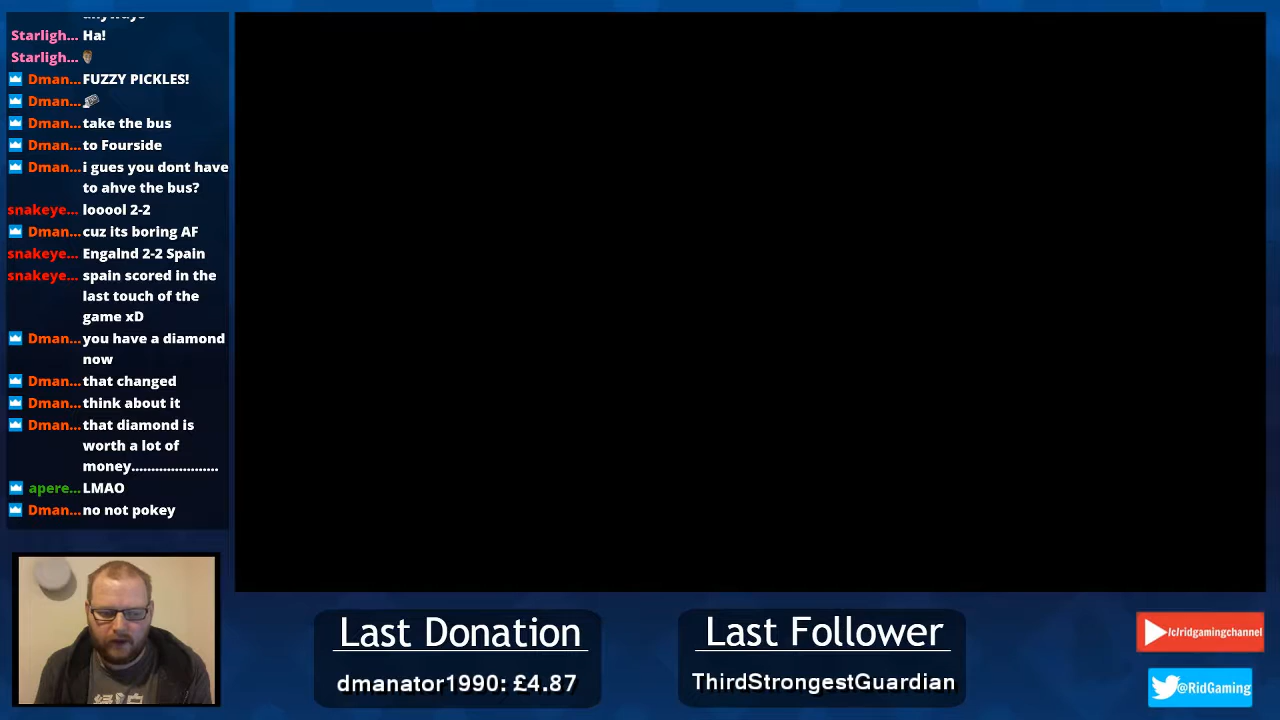 anyways
Starligh... Ha!
Starligh...
Dman... FUZZY PICKLES!
Dman...
Dman... take the bus
Dman... to Fourside
Dman... i gues you dont have
to ahve the bus?
snakeye... looool 2-2
Dman... cuz its boring AF
snakeye... Engalnd 2-2 Spain
snakeye... spain scored in the
last touch of the
game xD
Dman... you have a diamond
now
Dman... that changed
Dman... think about it
Dman... that diamond is
worth a lot of
money......................
apere... LMAO
Dman... no not pokey
Last Donation
dmanator1990: £4.87
Last Follower
ThirdStrongestGuardian
/c/ridgamingchannel
@RidGaming